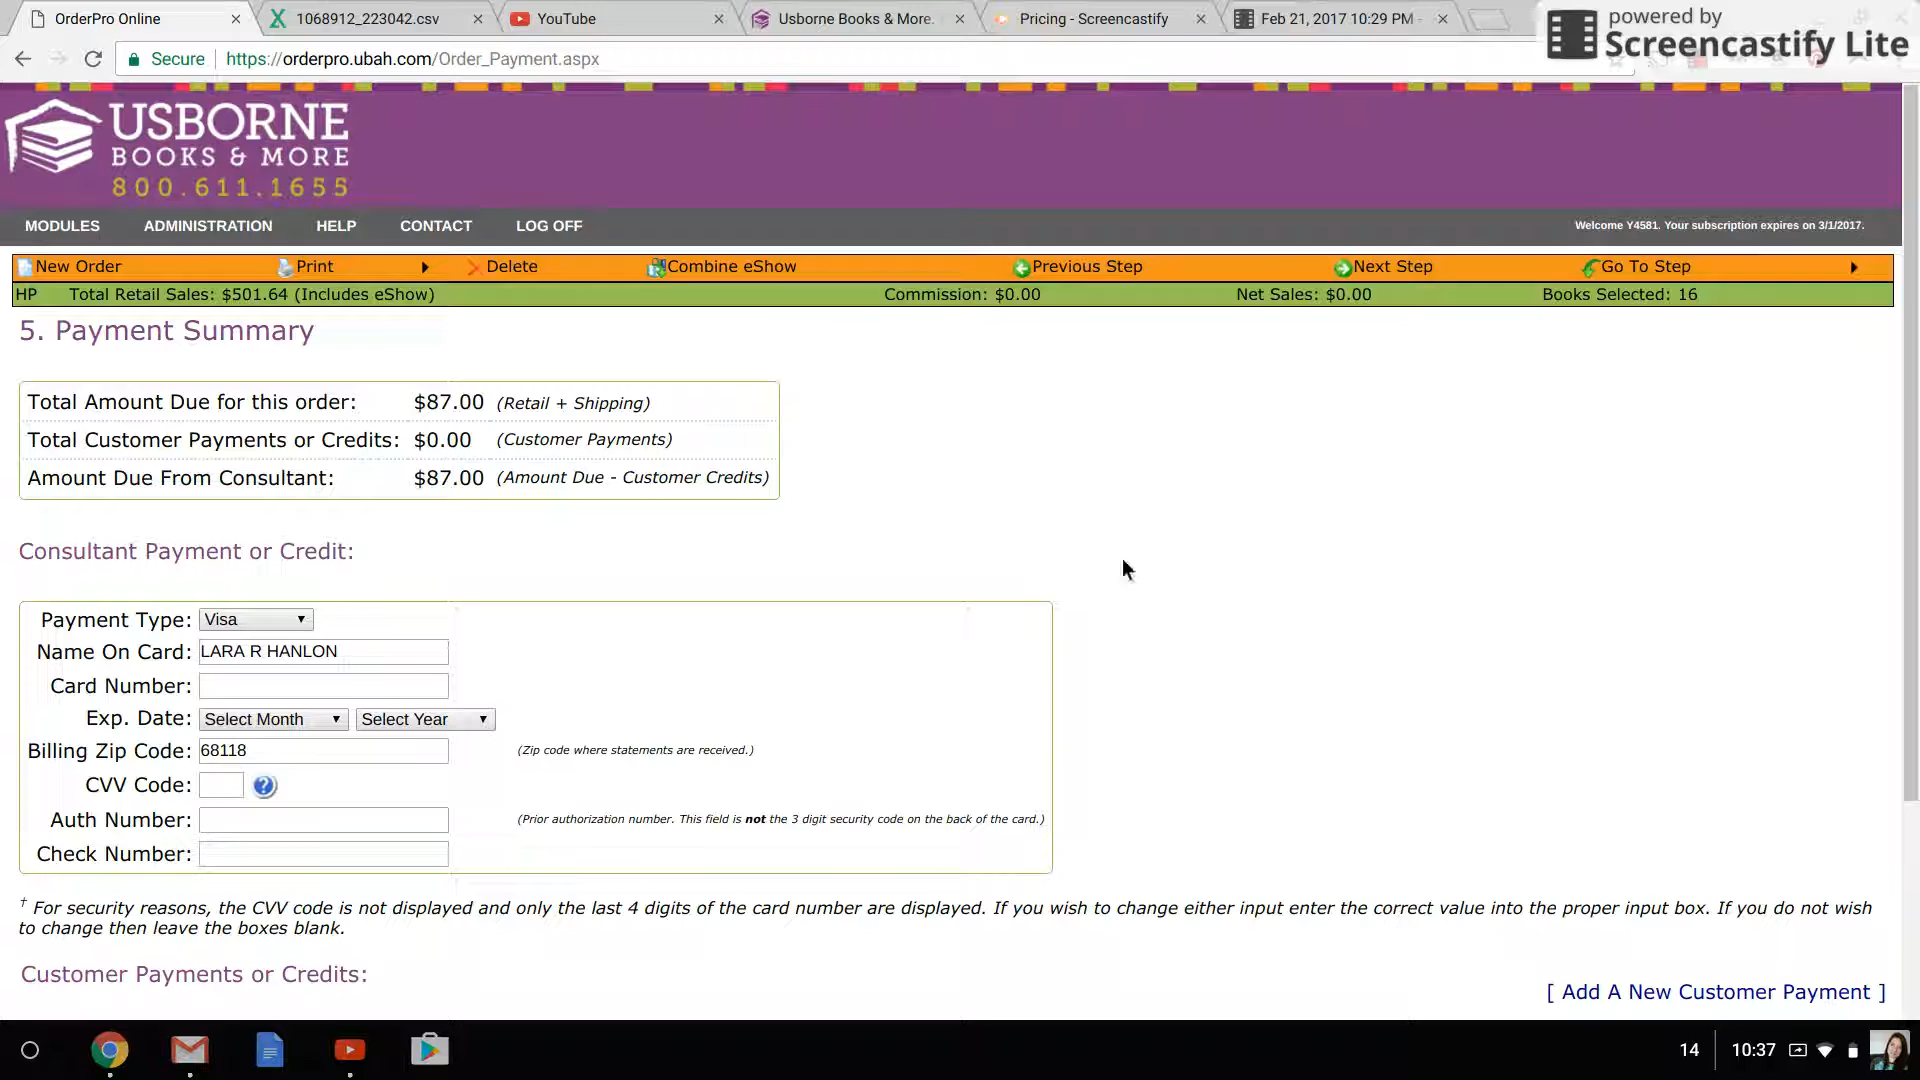 OrderPro Online
1068912_223042.csv
YouTube
Usborne Books & More.
Pricing - Screencastify
Feb 21, 2017 10:29 PM -
powered by
Screencastify Lite
Secure
https://orderpro.ubah.com/Order_Payment.aspx
USBORNE
BOOKS & MORE
800.611.1655
MODULES ADMINISTRATION HELP CONTACT LOG OFF
Welcome Y4581. Your subscription expires on 3/1/2017.
New Order Print Delete Combine eShow Previous Step Next Step Go To Step
HP Total Retail Sales: $501.64 (Includes eShow) Commission: $0.00 Net Sales: $0.00 Books Selected: 16
5. Payment Summary
Total Amount Due for this order: $87.00 (Retail + Shipping)
Total Customer Payments or Credits: $0.00 (Customer Payments)
Amount Due From Consultant: $87.00 (Amount Due - Customer Credits)
Consultant Payment or Credit:
Payment Type: Visa
Name On Card: LARA R HANLON
Card Number:
Exp. Date: Select Month Select Year
Billing Zip Code: 68118 (Zip code where statements are received.)
CVV Code: ?
Auth Number: (Prior authorization number. This field is not the 3 digit security code on the back of the card.)
Check Number:
† For security reasons, the CVV code is not displayed and only the last 4 digits of the card number are displayed. If you wish to change either input enter the correct value into the proper input box. If you do not wish
to change then leave the boxes blank.
Customer Payments or Credits:
[ Add A New Customer Payment ]
14 10:37